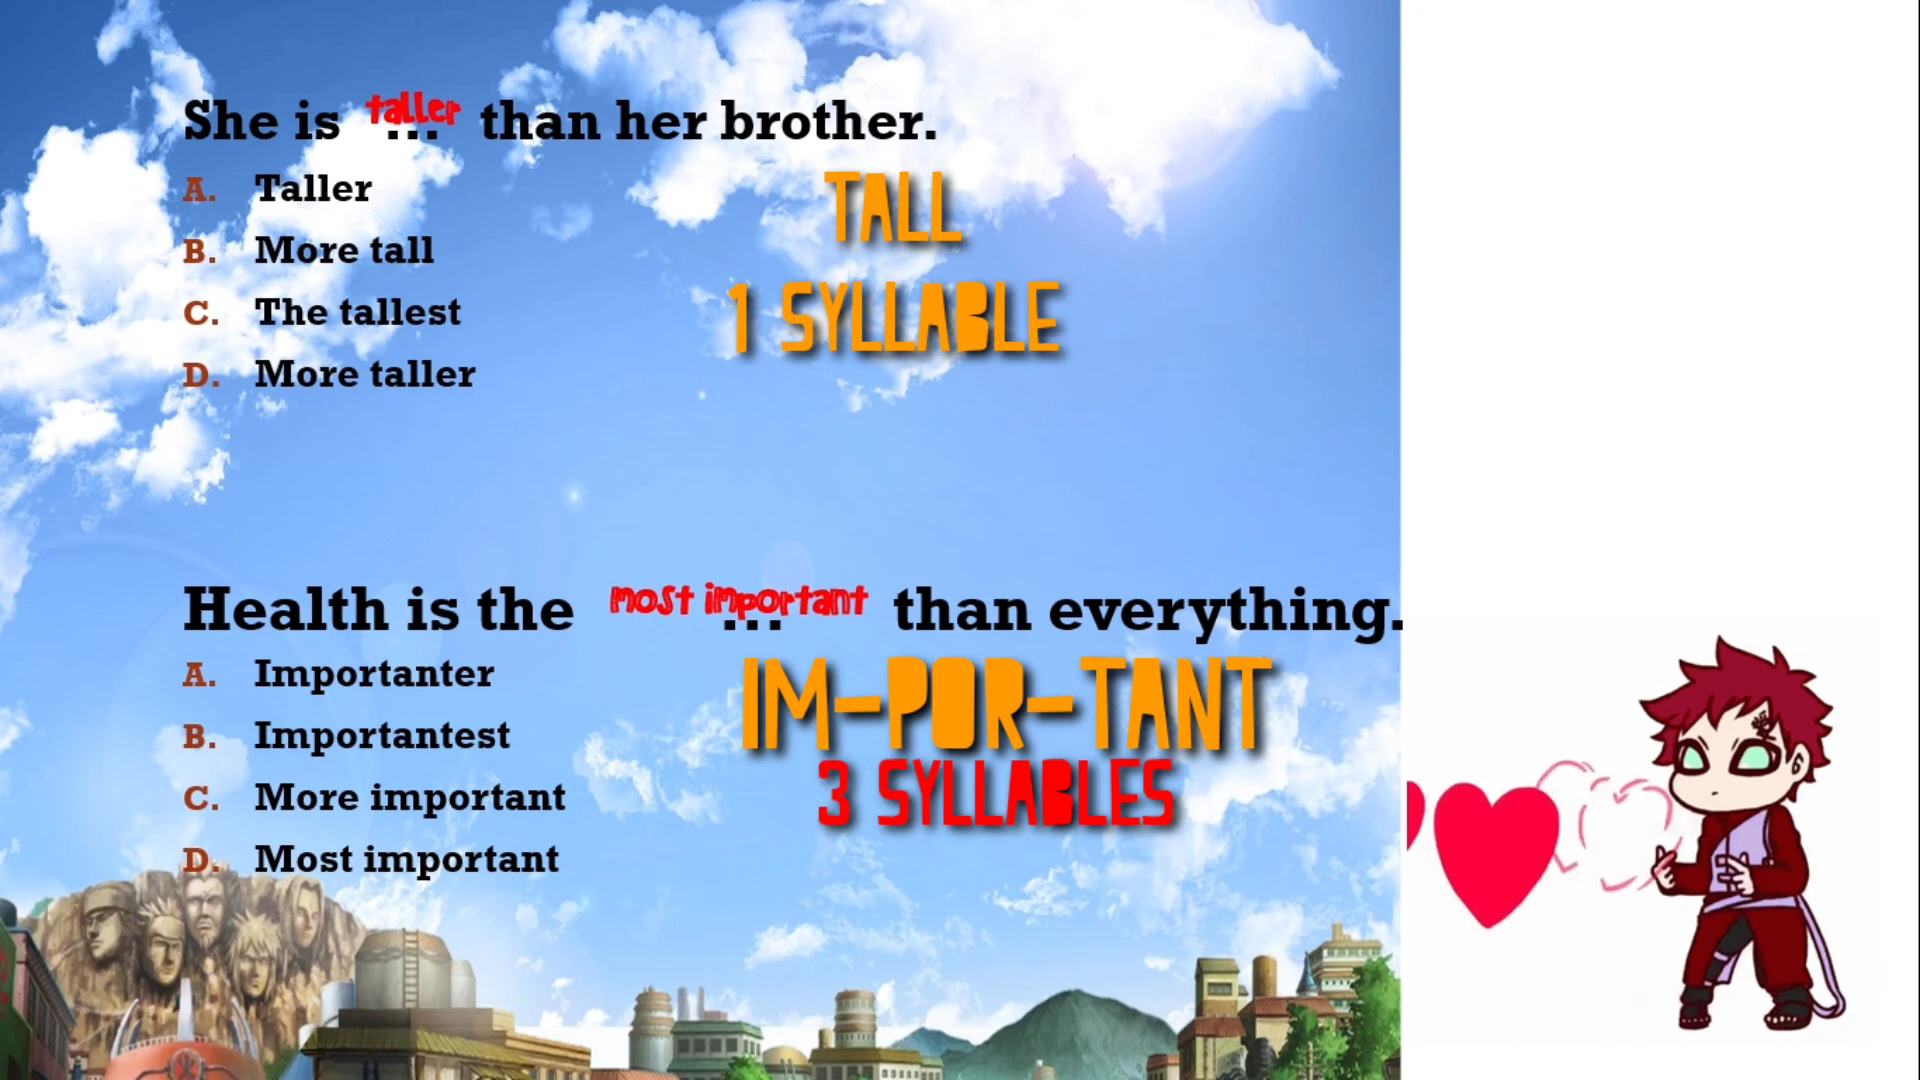 She is taller ... than her brother.
A. Taller
B. More tall
C. The tallest
D. More taller
TALL
1 SYLLABLE
Health is the most important ... than everything.
A. Importanter
B. Importantest
C. More important
D. Most important
IM-POR-TANT
3 SYLLABLES